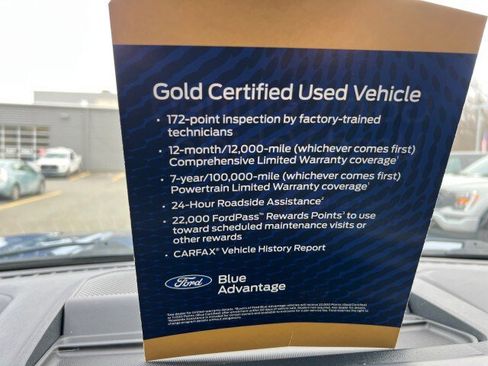 Gold Certified Used Vehicle
• 172-point inspection by factory-trained
technicians
• 12-month/12,000-mile (whichever comes first)
Comprehensive Limited Warranty coverage†
• 7-year/100,000-mile (whichever comes first)
Powertrain Limited Warranty coverage†
• 24-Hour Roadside Assistance†
• 22,000 FordPass™ Rewards Points† to use
toward scheduled maintenance visits or
other rewards
• CARFAX® Vehicle History Report
Ford Blue
Advantage